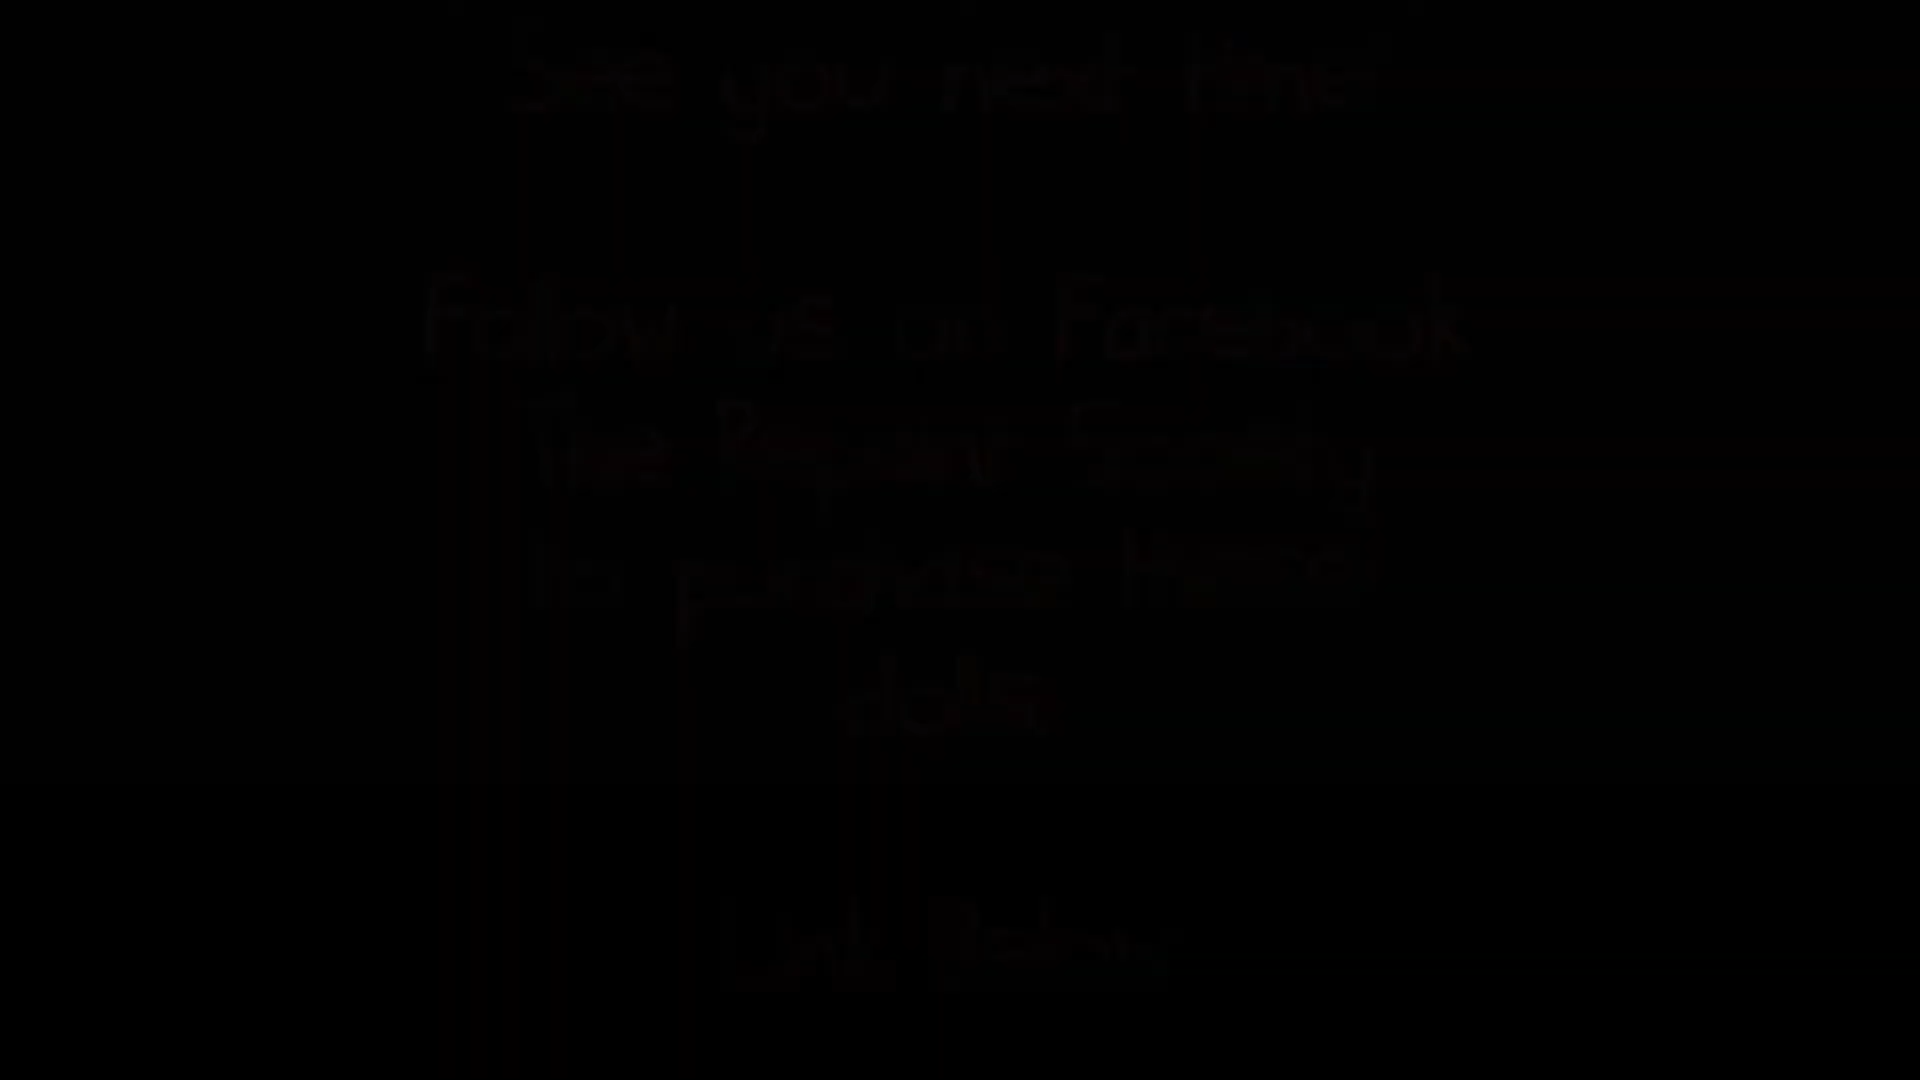 See you next time
Follow us on Facebook
The Society
to purchase
dolls
Link Below